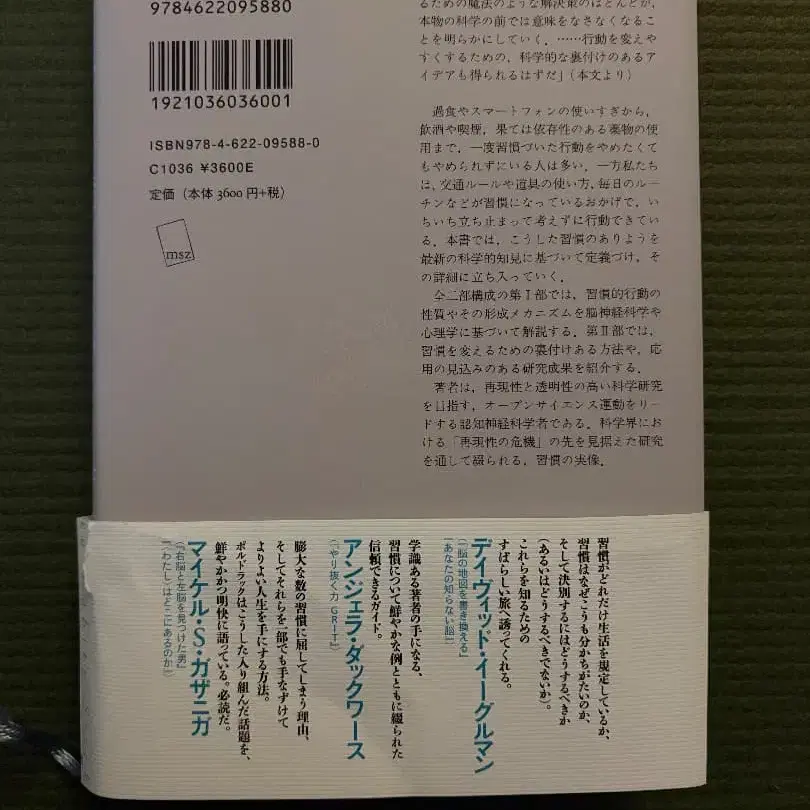 9784622095880
1921036036001
ISBN978-4-622-09588-0
C1036 ¥3600E
定価（本体 3600 円+税）
msz
るための魔法のような解決策のほとんどが，
本物の科学の前では意味をなさなくなるこ
とを明らかにしていく．……行動を変えや
すくするための，科学的な裏付けのあるア
イデアも得られるはずだ」（本文より）
過食やスマートフォンの使いすぎから，
飲酒や喫煙，果ては依存性のある薬物の使
用まで，一度習慣づいた行動をやめたくて
もやめられずにいる人は多い．一方私たち
は，交通ルールや道具の使い方，毎日のルー
チンなどが習慣になっているおかげで，い
ちいち立ち止まって考えずに行動できてい
る．本書では，こうした習慣のありようを
最新の科学的知見に基づいて定義づけ，そ
の詳細に立ち入っていく．
全二部構成の第Ⅰ部では，習慣的行動の
性質やその形成メカニズムを脳神経科学や
心理学に基づいて解説する．第Ⅱ部では，
習慣を変えるための裏付けある方法や，応
用の見込みのある研究成果を紹介する．
著者は，再現性と透明性の高い科学研究
を目指す，オープンサイエンス運動をリー
ドする認知神経科学者である．科学界にお
ける「再現性の危機」の先を見据えた研究
を通して綴られる，習慣の実像．
習慣がどれだけ生活を規定しているか、
習慣はなぜこうも分かちがたいのか、
そして決別するにはどうするべきか
（あるいはどうするべきでないか）。
これらを知るための
すばらしい旅へ誘ってくれる。
デイヴィッド・イーグルマン
（『脳の地図を書き換える』
『あなたの知らない脳』）
学識ある著者の手になる、
習慣について鮮やかな例とともに綴られた
信頼できるガイド。
アンジェラ・ダックワース
（『やり抜く力 GRIT』）
膨大な数の習慣に屈してしまう理由、
そしてそれらを一部でも手なずけて
よりよい人生を手にする方法。
ポルドラックはこうした入り組んだ話題を、
鮮やかかつ明快に語っている。必読だ。
マイケル・S・ガザニガ
（『右脳と左脳を見つけた男』
『〈わたし〉はどこにあるのか』）